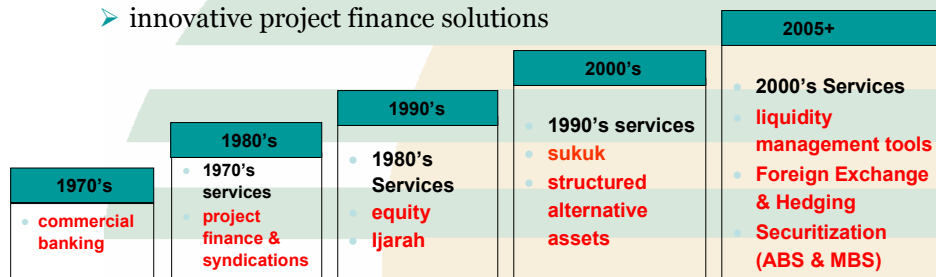 ➢ innovative project finance solutions
1970's
• commercial
banking
1980's
• 1970's
services
• project
finance &
syndications
1990's
• 1980's
Services
• equity
• Ijarah
2000's
• 1990's services
• sukuk
• structured
alternative
assets
2005+
• 2000's Services
• liquidity
management tools
• Foreign Exchange
& Hedging
• Securitization
(ABS & MBS)